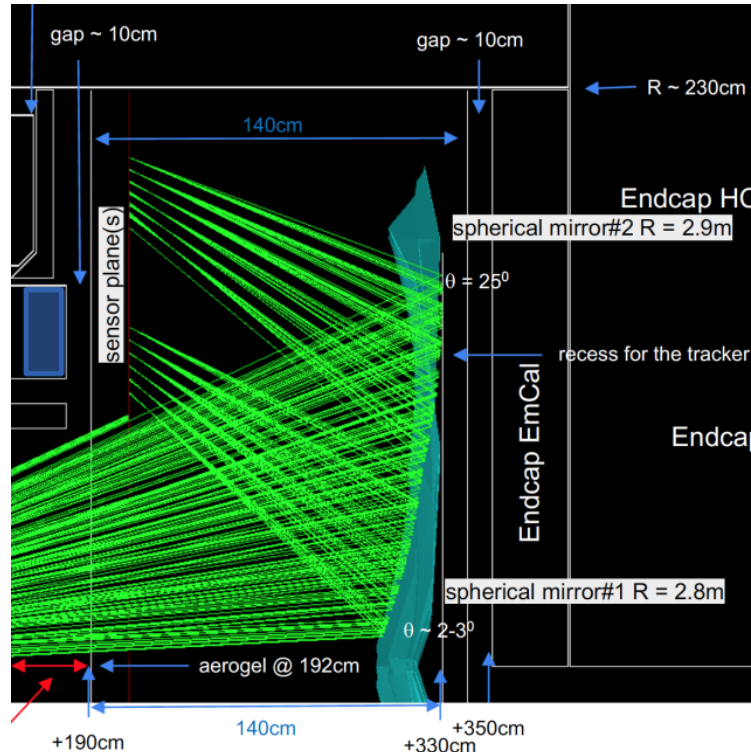 gap ~ 10cm
gap ~ 10cm
R ~ 230cm
140cm
Endcap HC
spherical mirror#2 R = 2.9m
sensor plane(s)
θ = 25⁰
recess for the tracker
Endcap EmCal
Endcap
spherical mirror#1 R = 2.8m
θ ~ 2-3⁰
aerogel @ 192cm
140cm
+190cm
+330cm
+350cm